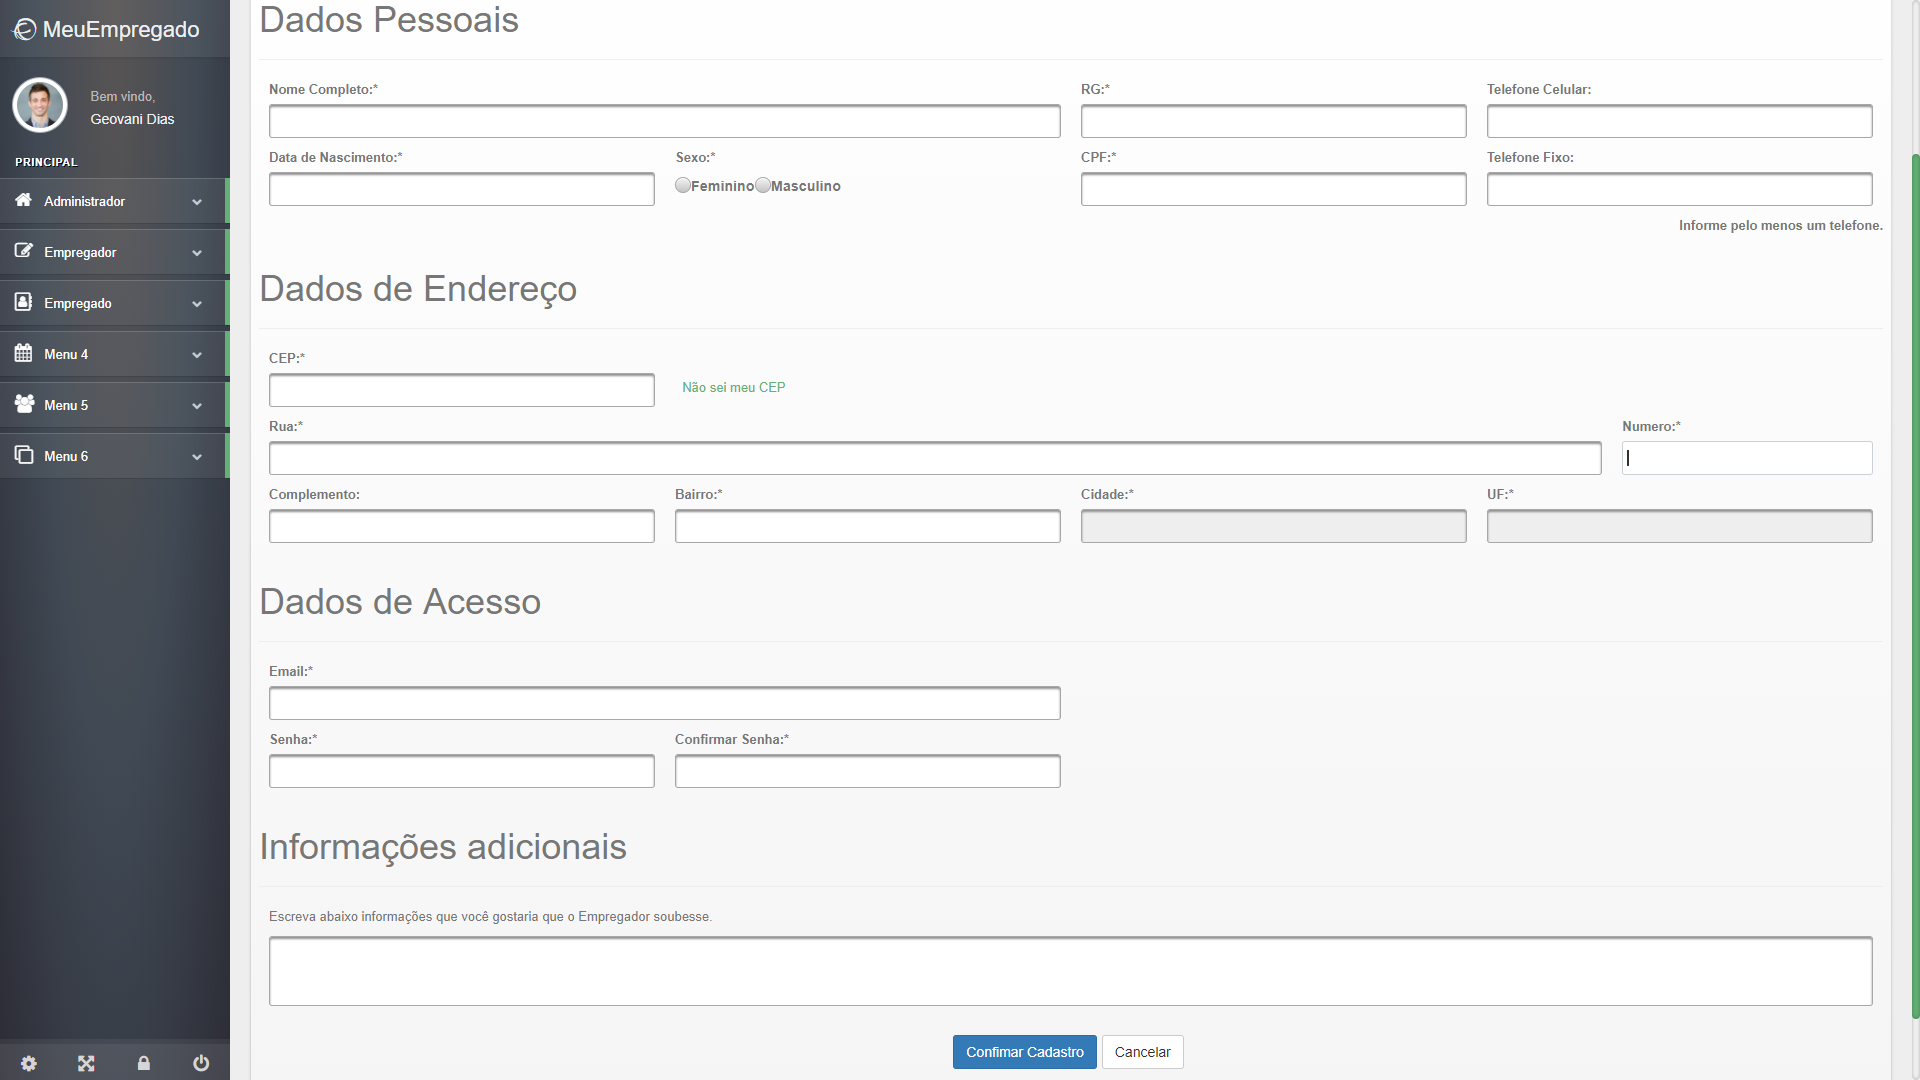 MeuEmpregado
Bem vindo,
Geovani Dias
PRINCIPAL
Administrador
Empregador
Empregado
Menu 4
Menu 5
Menu 6
Dados Pessoais
Nome Completo:*
RG:*
Telefone Celular:
Data de Nascimento:*
Sexo:*
Feminino Masculino
CPF:*
Telefone Fixo:
Informe pelo menos um telefone.
Dados de Endereço
CEP:*
Não sei meu CEP
Rua:*
Numero:*
Complemento:
Bairro:*
Cidade:*
UF:*
Dados de Acesso
Email:*
Senha:*
Confirmar Senha:*
Informações adicionais
Escreva abaixo informações que você gostaria que o Empregador soubesse.
Confimar Cadastro
Cancelar